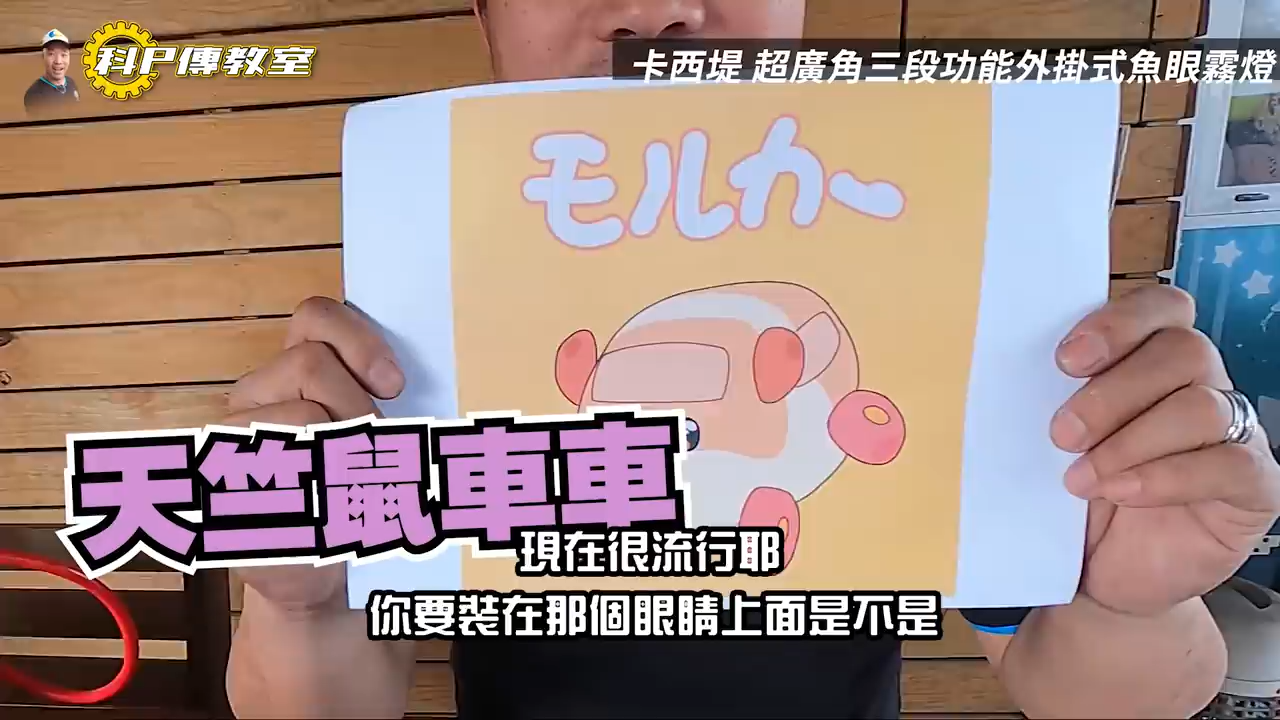 科P傳教室
卡西堤 超廣角三段功能外掛式魚眼霧燈
モルカー
天竺鼠車車
現在很流行耶
你要裝在那個眼睛上面是不是